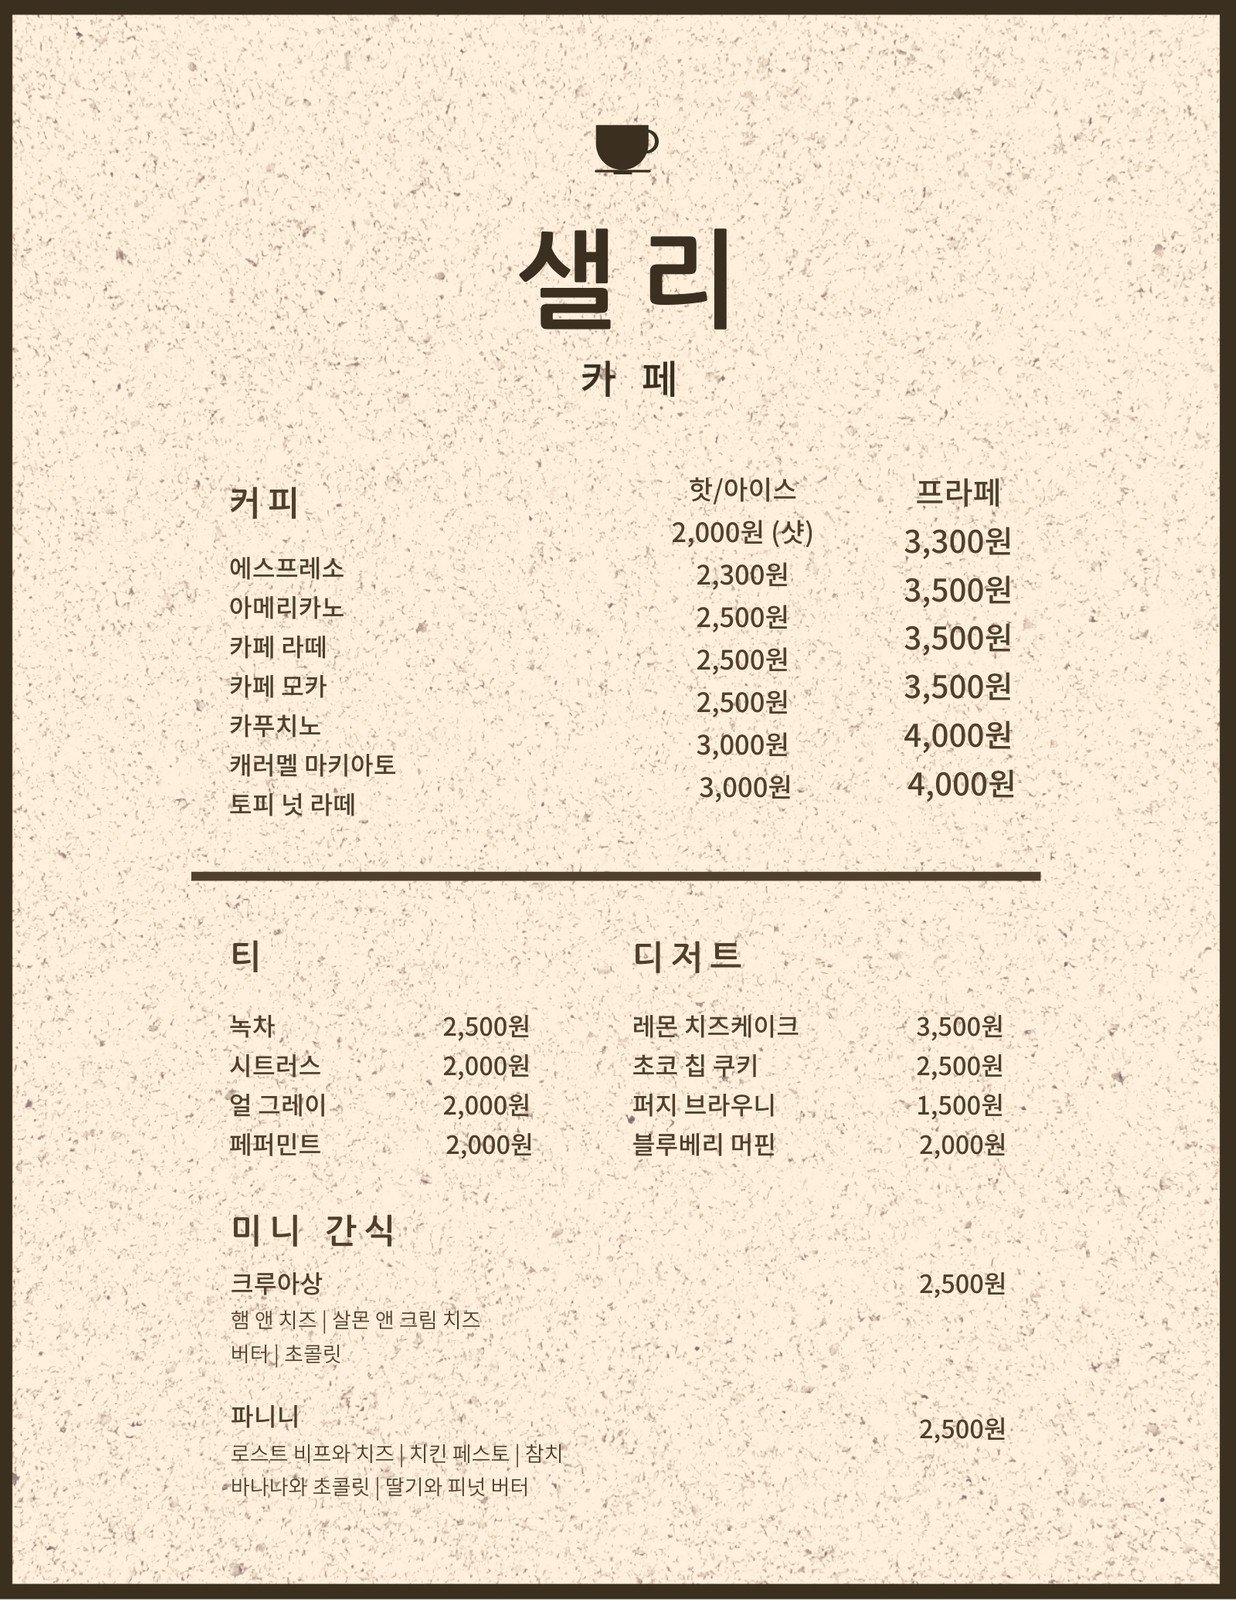 샐리
카페
커피
핫/아이스
프라페
에스프레소
아메리카노
카페 라떼
카페 모카
카푸치노
캐러멜 마키아토
토피 넛 라떼
2,000원 (샷)
2,300원
2,500원
2,500원
2,500원
3,000원
3,000원
3,300원
3,500원
3,500원
3,500원
4,000원
4,000원
티
녹차 2,500원
시트러스 2,000원
얼 그레이 2,000원
페퍼민트 2,000원
디저트
레몬 치즈케이크 3,500원
초코 칩 쿠키 2,500원
퍼지 브라우니 1,500원
블루베리 머핀 2,000원
미니 간식
크루아상 2,500원
햄 앤 치즈 | 살몬 앤 크림 치즈
버터 | 초콜릿
파니니 2,500원
로스트 비프와 치즈 | 치킨 페스토 | 참치
바나나와 초콜릿 | 딸기와 피넛 버터